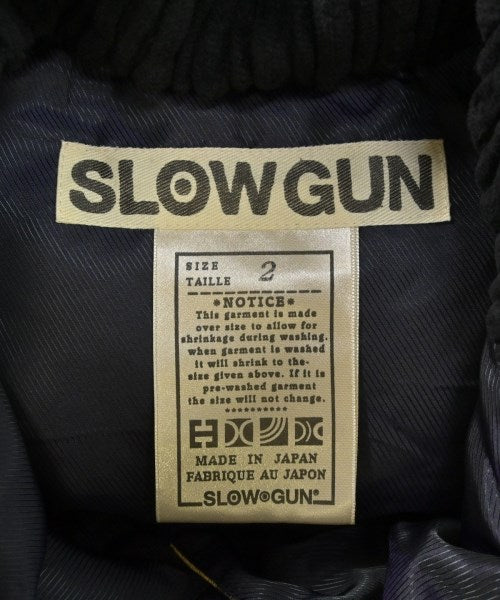 SLOWGUN
SIZE
TAILLE 2
*NOTICE*
This garment is made
over size to allow for
shrinkage during washing.
when garment is washed
it will shrink to the-
size given above. If it is
pre-washed garment
the size will not change.
**********
MADE IN JAPAN
FABRIQUE AU JAPON
SLOWGUN®